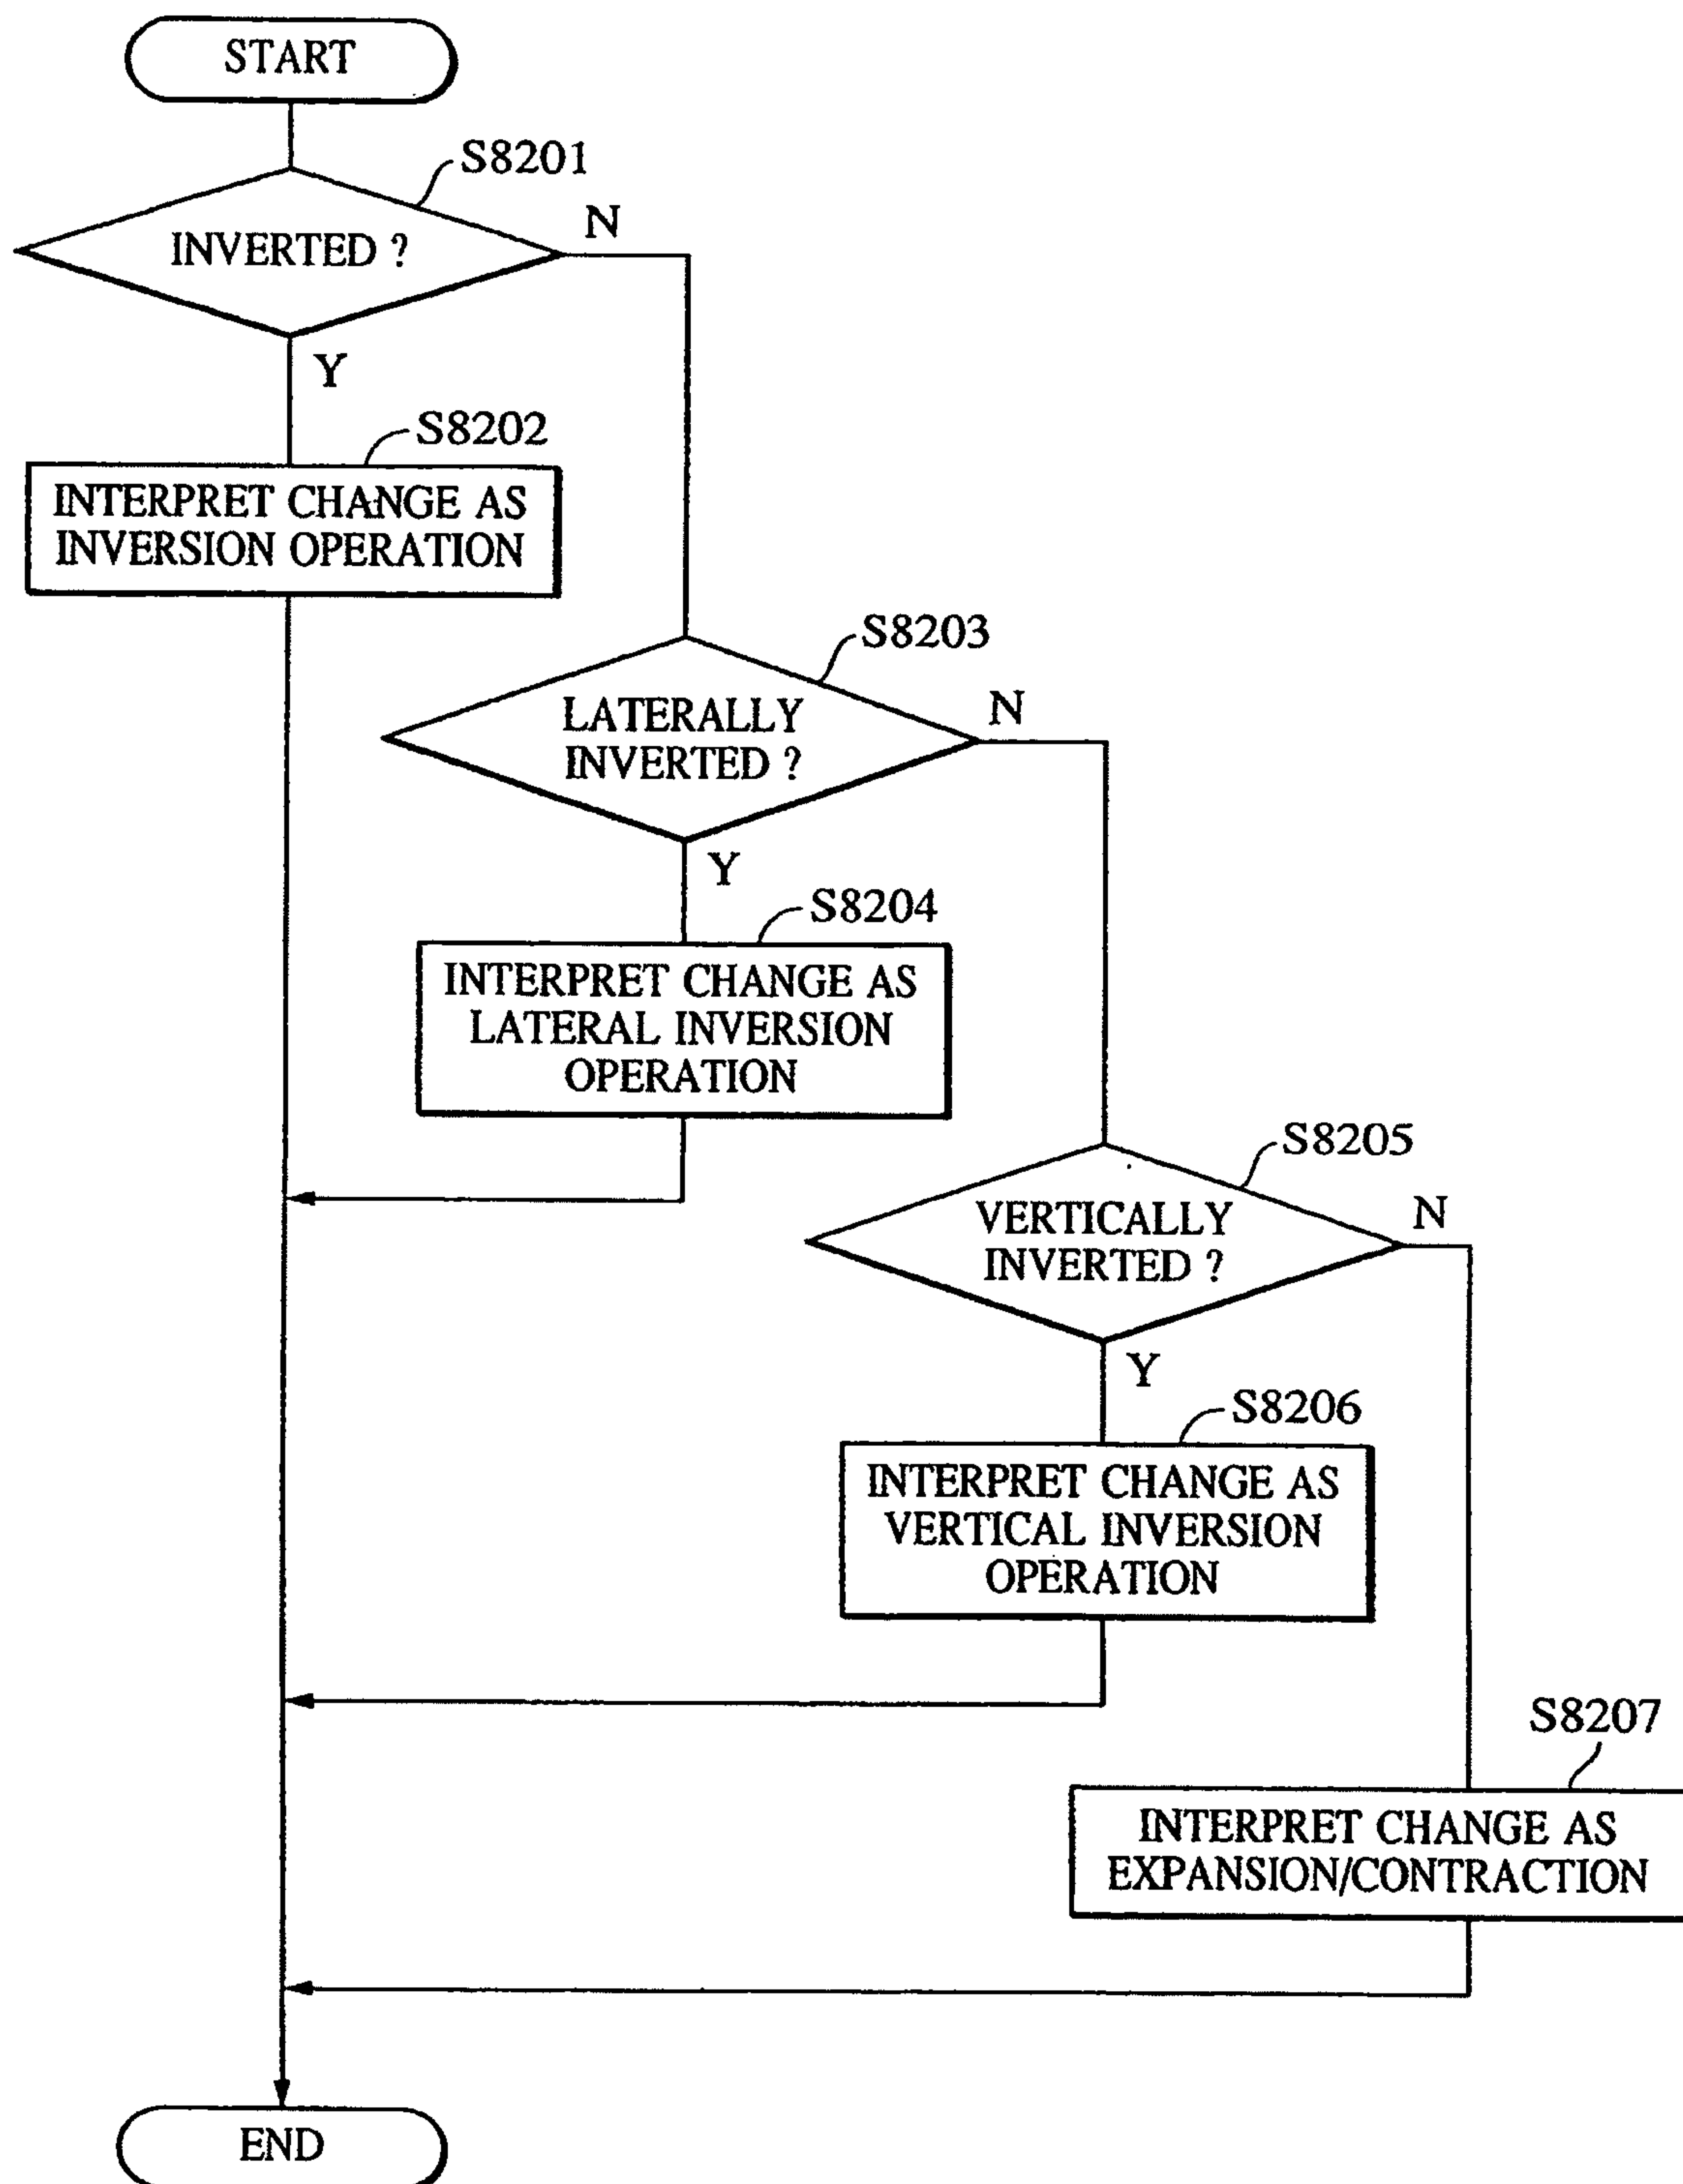 START
S8201
INVERTED ?
N
Y
S8202
INTERPRET CHANGE AS
INVERSION OPERATION
S8203
LATERALLY
INVERTED ?
N
Y
S8204
INTERPRET CHANGE AS
LATERAL INVERSION
OPERATION
S8205
VERTICALLY
INVERTED ?
N
Y
S8206
INTERPRET CHANGE AS
VERTICAL INVERSION
OPERATION
S8207
INTERPRET CHANGE AS
EXPANSION/CONTRACTION
END